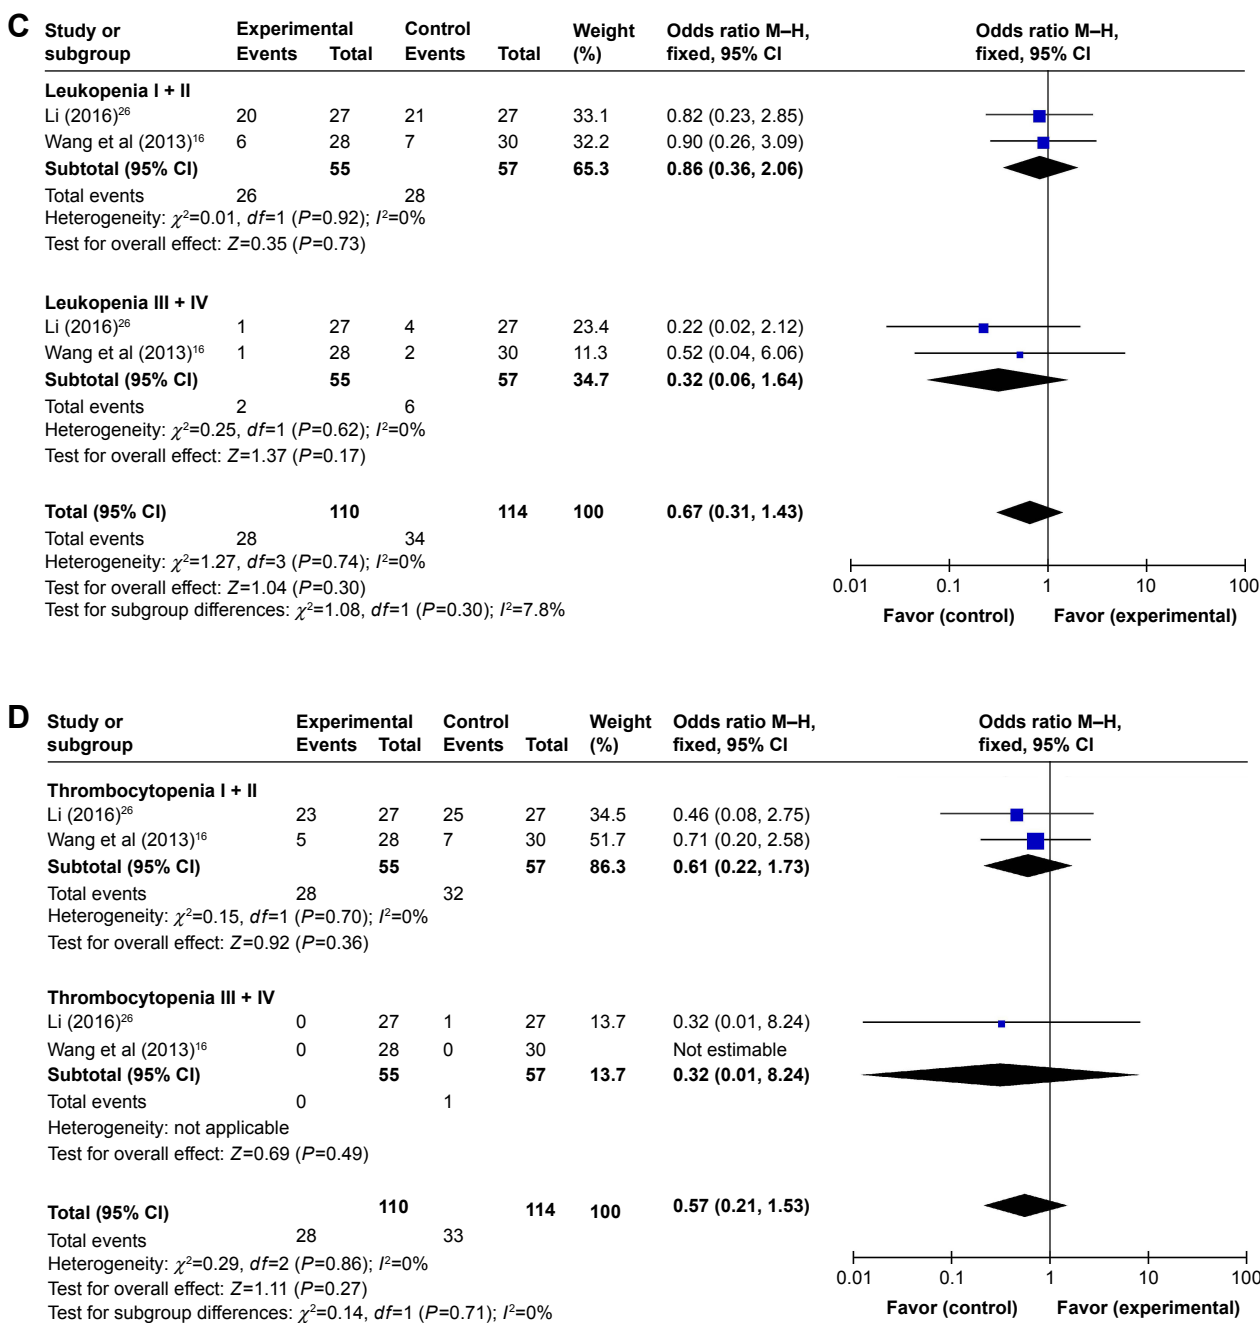 C
Study or subgroup Experimental Control Weight (%) Odds ratio M–H, fixed, 95% CI Odds ratio M–H, fixed, 95% CI
Events Total Events Total
Leukopenia I + II
Li (2016)26 20 27 21 27 33.1 0.82 (0.23, 2.85)
Wang et al (2013)16 6 28 7 30 32.2 0.90 (0.26, 3.09)
Subtotal (95% CI) 55 57 65.3 0.86 (0.36, 2.06)
Total events 26 28
Heterogeneity: χ2=0.01, df=1 (P=0.92); I2=0%
Test for overall effect: Z=0.35 (P=0.73)
Leukopenia III + IV
Li (2016)26 1 27 4 27 23.4 0.22 (0.02, 2.12)
Wang et al (2013)16 1 28 2 30 11.3 0.52 (0.04, 6.06)
Subtotal (95% CI) 55 57 34.7 0.32 (0.06, 1.64)
Total events 2 6
Heterogeneity: χ2=0.25, df=1 (P=0.62); I2=0%
Test for overall effect: Z=1.37 (P=0.17)
Total (95% CI) 110 114 100 0.67 (0.31, 1.43)
Total events 28 34
Heterogeneity: χ2=1.27, df=3 (P=0.74); I2=0%
Test for overall effect: Z=1.04 (P=0.30)
Test for subgroup differences: χ2=1.08, df=1 (P=0.30); I2=7.8%
0.01 0.1 1 10 100
Favor (control) Favor (experimental)
D
Study or subgroup Experimental Control Weight (%) Odds ratio M–H, fixed, 95% CI Odds ratio M–H, fixed, 95% CI
Events Total Events Total
Thrombocytopenia I + II
Li (2016)26 23 27 25 27 34.5 0.46 (0.08, 2.75)
Wang et al (2013)16 5 28 7 30 51.7 0.71 (0.20, 2.58)
Subtotal (95% CI) 55 57 86.3 0.61 (0.22, 1.73)
Total events 28 32
Heterogeneity: χ2=0.15, df=1 (P=0.70); I2=0%
Test for overall effect: Z=0.92 (P=0.36)
Thrombocytopenia III + IV
Li (2016)26 0 27 1 27 13.7 0.32 (0.01, 8.24)
Wang et al (2013)16 0 28 0 30 Not estimable
Subtotal (95% CI) 55 57 13.7 0.32 (0.01, 8.24)
Total events 0 1
Heterogeneity: not applicable
Test for overall effect: Z=0.69 (P=0.49)
Total (95% CI) 110 114 100 0.57 (0.21, 1.53)
Total events 28 33
Heterogeneity: χ2=0.29, df=2 (P=0.86); I2=0%
Test for overall effect: Z=1.11 (P=0.27)
Test for subgroup differences: χ2=0.14, df=1 (P=0.71); I2=0%
0.01 0.1 1 10 100
Favor (control) Favor (experimental)